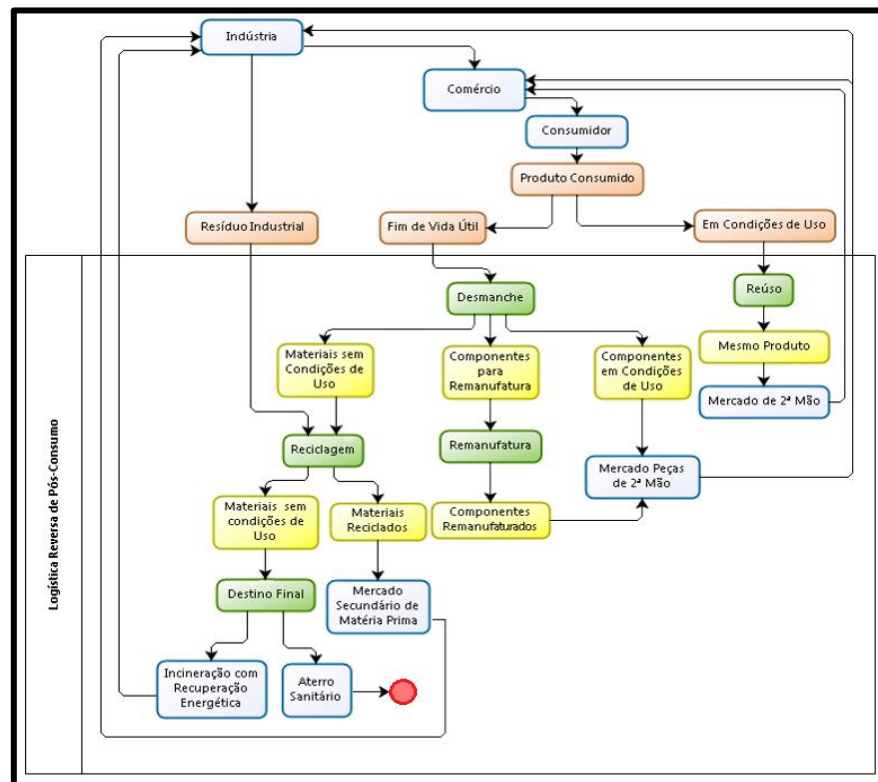 Indústria
Comércio
Consumidor
Produto Consumido
Resíduo Industrial
Fim de Vida Útil
Em Condições de Uso
Logística Reversa de Pós-Consumo
Desmanche
Reúso
Materiais sem
Condições de
Uso
Componentes
para
Remanufatura
Componentes
em Condições
de Uso
Mesmo Produto
Mercado de 2ª Mão
Reciclagem
Remanufatura
Mercado Peças
de 2ª Mão
Materiais sem
condições de
Uso
Materiais
Reciclados
Componentes
Remanufaturados
Destino Final
Mercado
Secundário de
Matéria Prima
Incineração com
Recuperação
Energética
Aterro
Sanitário